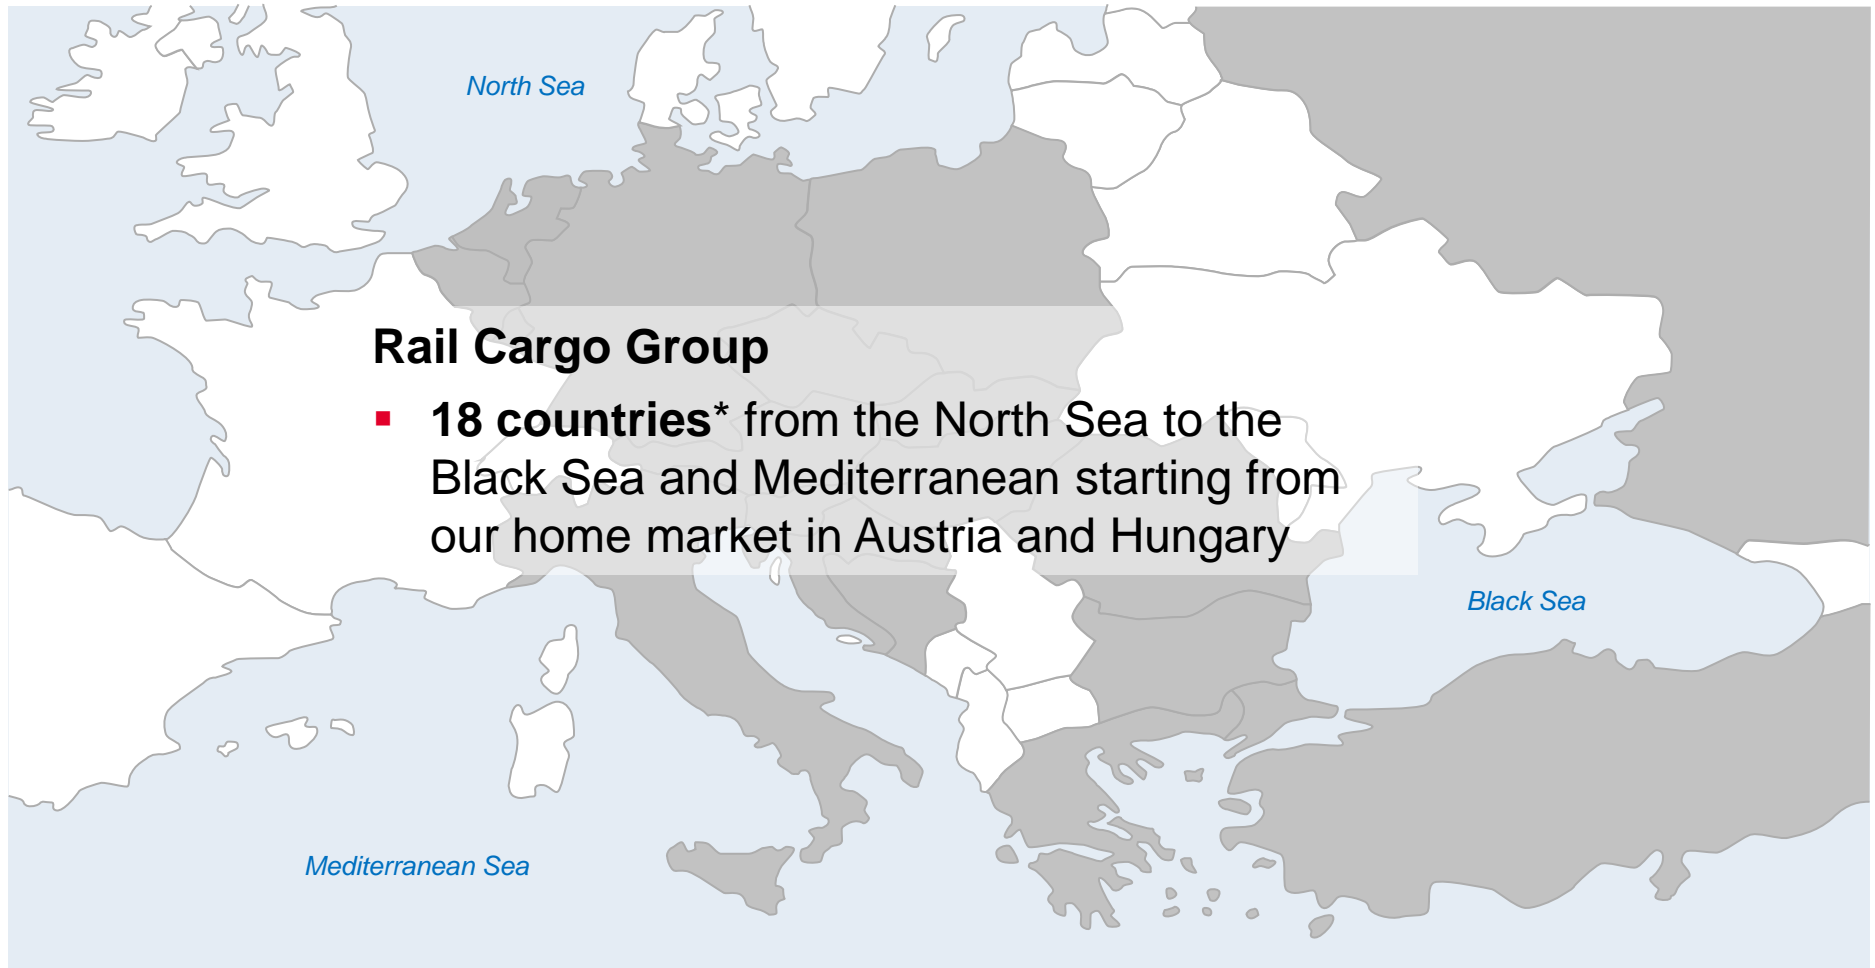 North Sea
Rail Cargo Group
▪ 18 countries* from the North Sea to the
Black Sea and Mediterranean starting from
our home market in Austria and Hungary
Black Sea
Mediterranean Sea